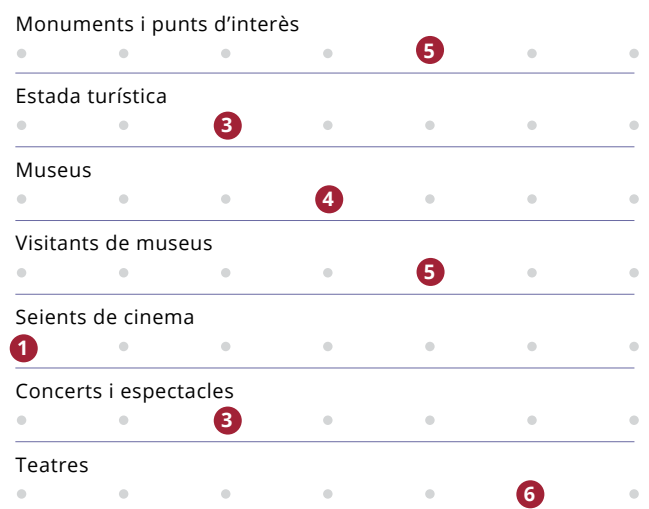 Monuments i punts d’interès
5
Estada turística
3
Museus
4
Visitants de museus
5
Seients de cinema
1
Concerts i espectacles
3
Teatres
6